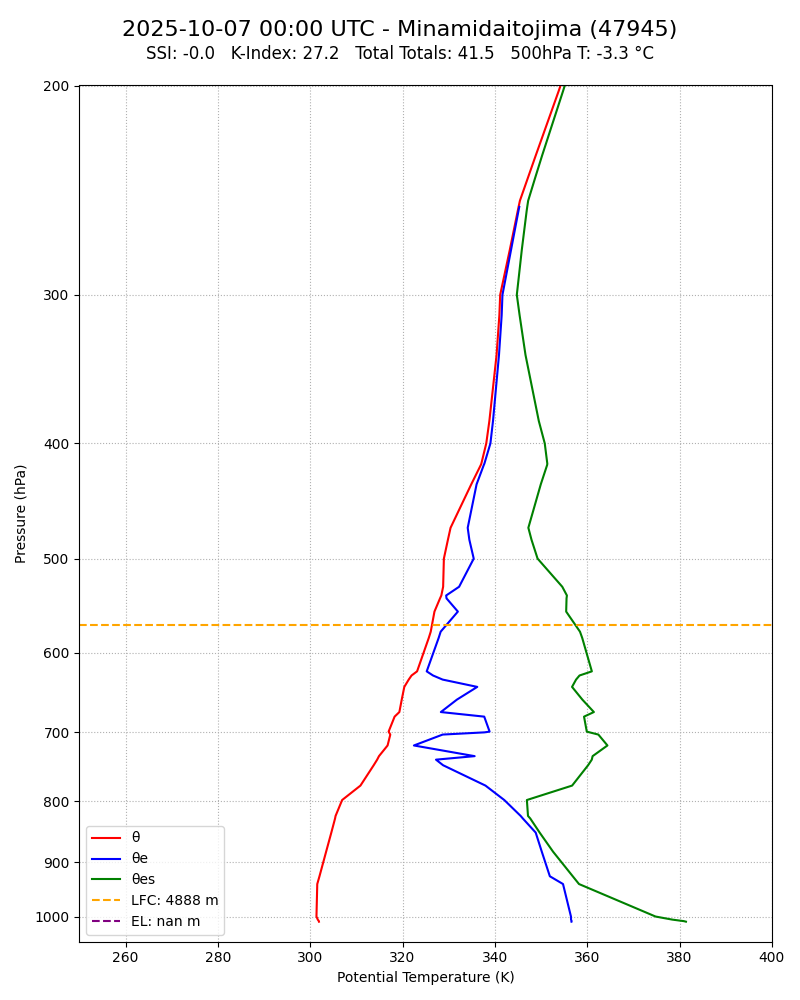 2025-10-07 00:00 UTC - Minamidaitojima (47945)
SSI: -0.0   K-Index: 27.2   Total Totals: 41.5   500hPa T: -3.3 °C
200
300
400
500
600
700
800
900
1000
Pressure (hPa)
θ
θe
θes
LFC: 4888 m
EL: nan m
260 280 300 320 340 360 380 400
Potential Temperature (K)